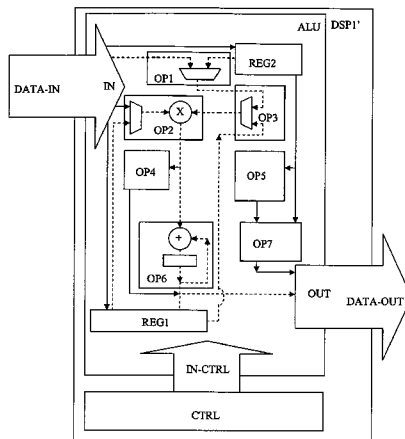 ALU DSP1'
DATA-IN
IN
OP1
REG2
X
OP2
OP3
OP4
OP5
+
OP6
OP7
OUT
DATA-OUT
REG1
IN-CTRL
CTRL